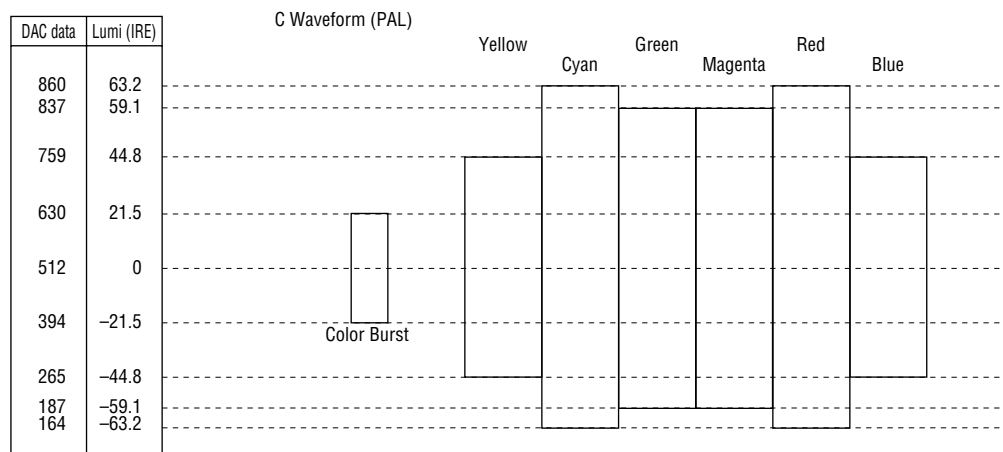 C Waveform (PAL)
DAC data Lumi (IRE)
Yellow Green Red
Cyan Magenta Blue
860 63.2
837 59.1
759 44.8
630 21.5
512 0
394 –21.5
Color Burst
265 –44.8
187 –59.1
164 –63.2